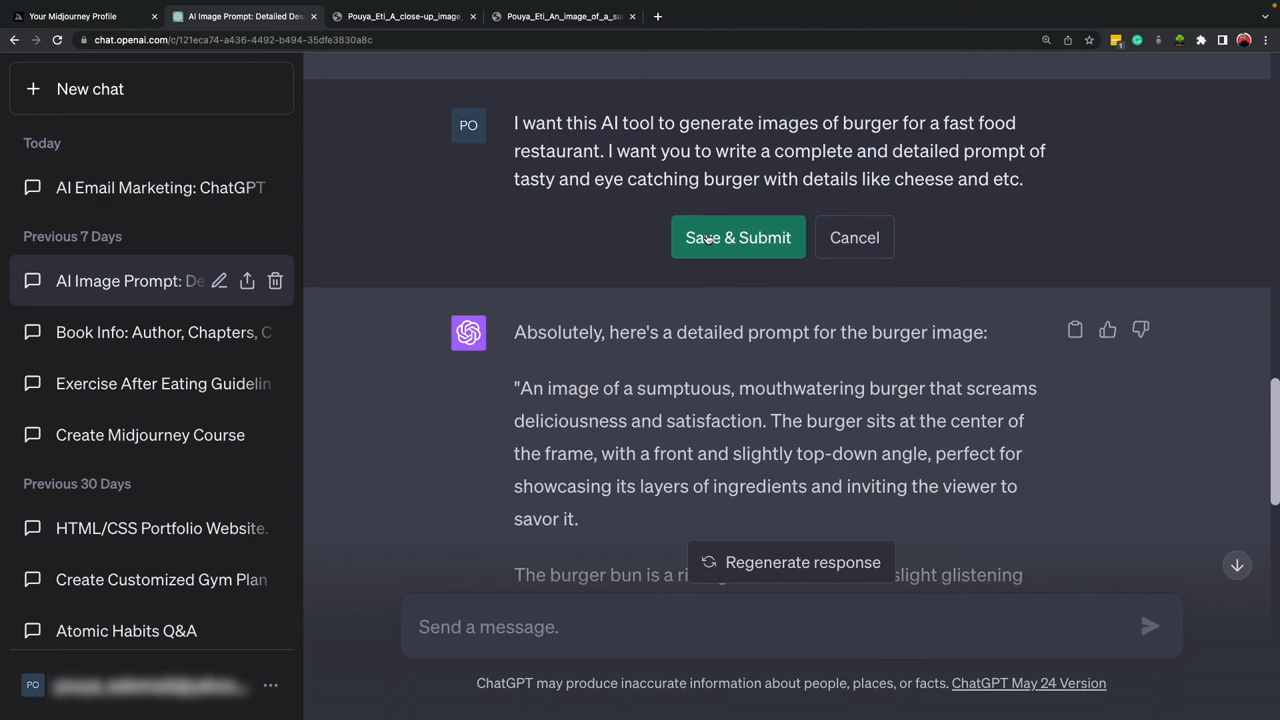 Your Midjourney Profile
AI Image Prompt: Detailed Des
Pouya_Eti_A_close-up_image
Pouya_Eti_An_image_of_a_su
chat.openai.com/c/121eca74-a436-4492-b494-35dfe3830a8c
1
New chat
Today
AI Email Marketing: ChatGPT
Previous 7 Days
AI Image Prompt: De
Book Info: Author, Chapters, C
Exercise After Eating Guidelin
Create Midjourney Course
Previous 30 Days
HTML/CSS Portfolio Website.
Create Customized Gym Plan
Atomic Habits Q&A
PO
PO
I want this AI tool to generate images of burger for a fast food
restaurant. I want you to write a complete and detailed prompt of
tasty and eye catching burger with details like cheese and etc.
Save & Submit
Cancel
Absolutely, here's a detailed prompt for the burger image:
"An image of a sumptuous, mouthwatering burger that screams
deliciousness and satisfaction. The burger sits at the center of
the frame, with a front and slightly top-down angle, perfect for
showcasing its layers of ingredients and inviting the viewer to
savor it.
The burger bun is a ri slight glistening
Regenerate response
Send a message.
ChatGPT may produce inaccurate information about people, places, or facts. ChatGPT May 24 Version